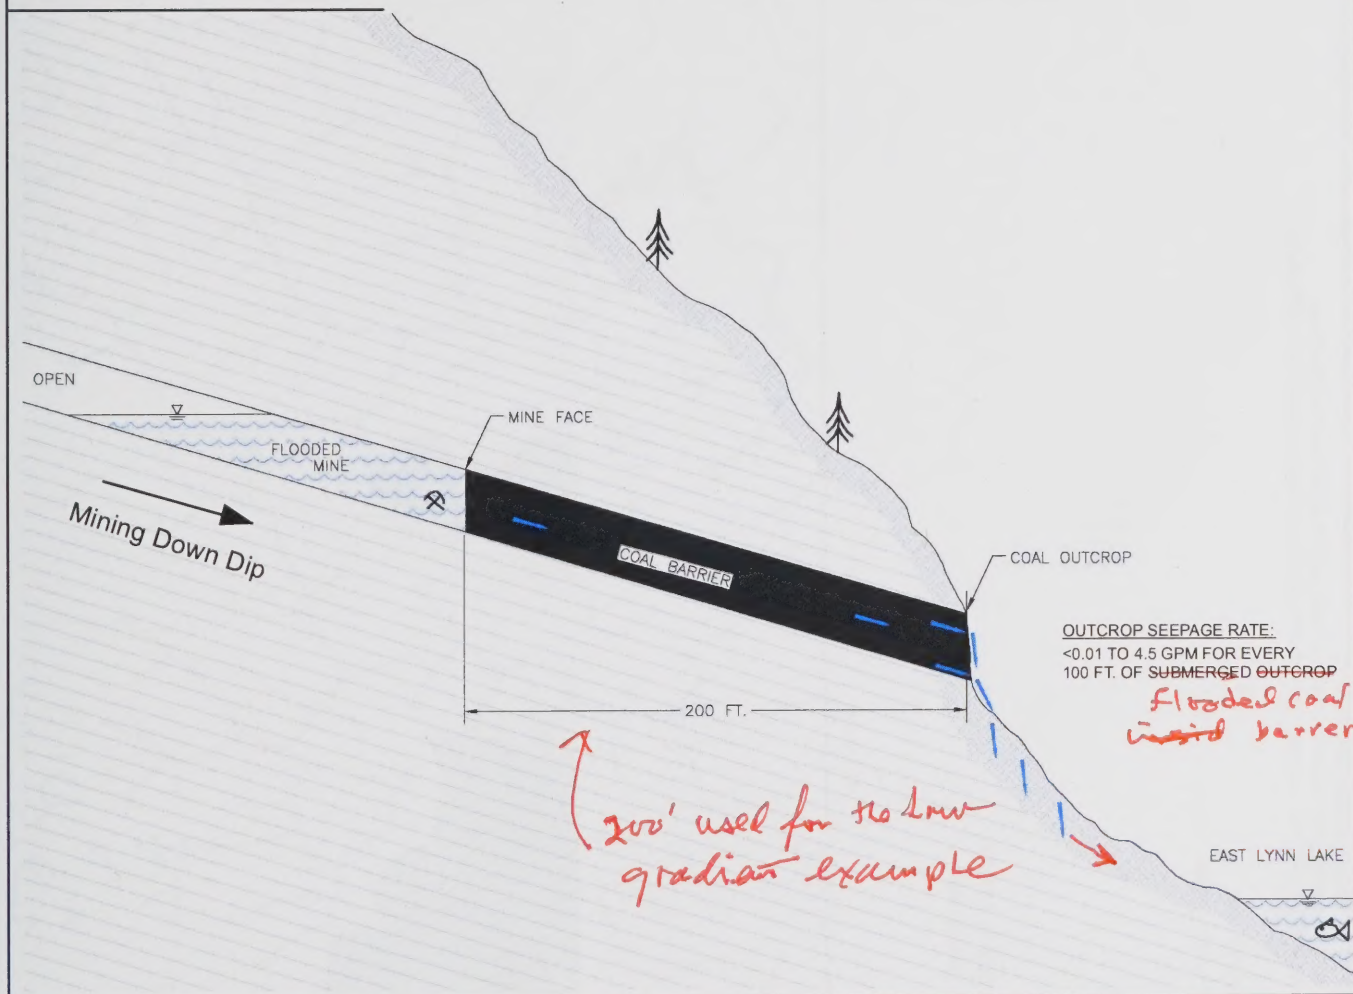 OPEN
MINE FACE
FLOODED
MINE
Mining Down Dip
COAL BARRIER
COAL OUTCROP
OUTCROP SEEPAGE RATE:
<0.01 TO 4.5 GPM FOR EVERY
100 FT. OF SUBMERGED OUTCROP
flooded coal
barrer
200 FT.
200' used for the low
gradient example
EAST LYNN LAKE